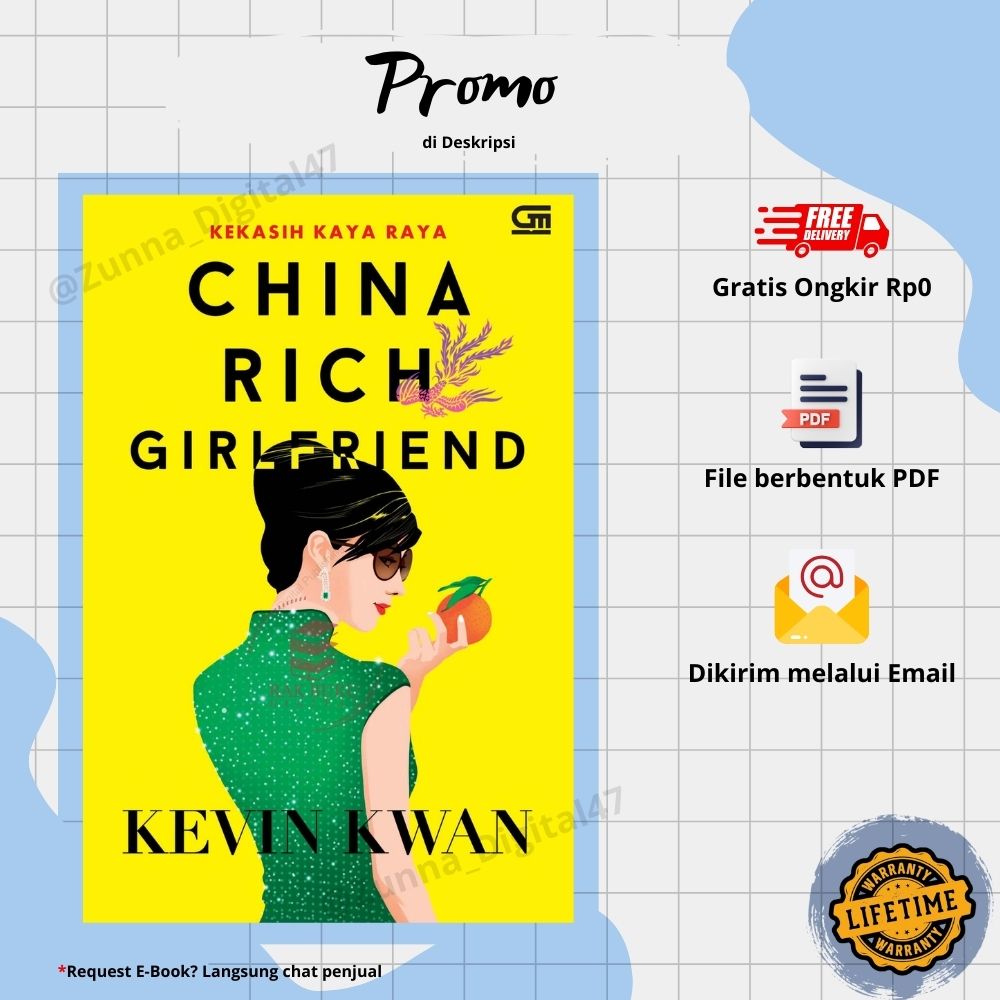 Promo
di Deskripsi
@Zunna_Digital47
KEKASIH KAYA RAYA
GM
CHINA
RICH
GIRLFRIEND
KEVIN KWAN
Zunna_Digital47
FREE
DELIVERY
Gratis Ongkir Rp0
PDF
File berbentuk PDF
@
Dikirim melalui Email
WARRANTY
LIFETIME
WARRANTY
*Request E-Book? Langsung chat penjual